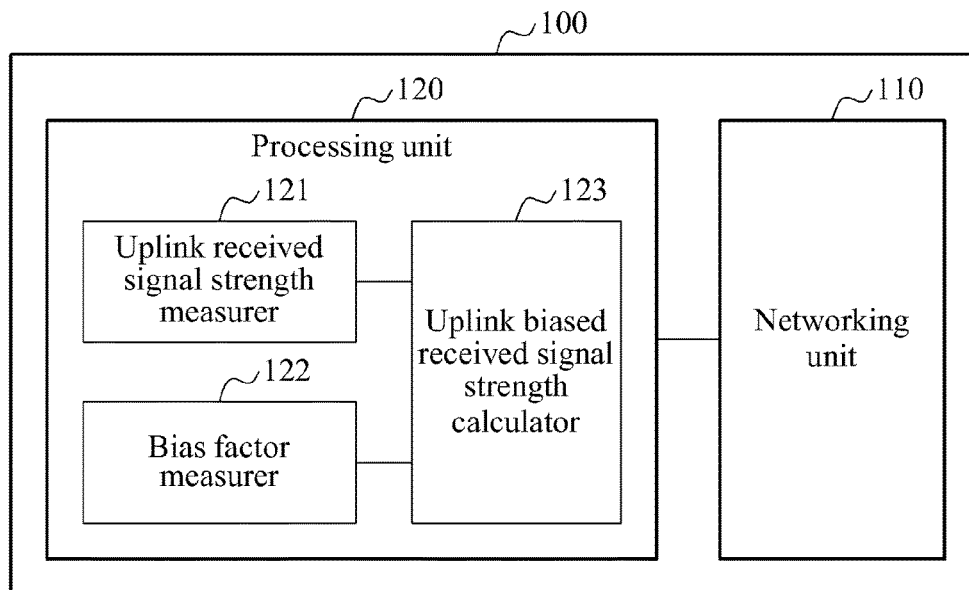 100
120
110
Processing unit
121
123
Uplink received
signal strength
measurer
Uplink biased
received signal
strength
calculator
122
Bias factor
measurer
Networking
unit